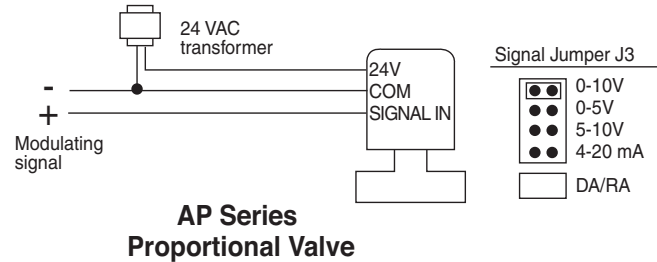 24 VAC
transformer
24V
COM
SIGNAL IN
-
+
Modulating
signal
Signal Jumper J3
0-10V
0-5V
5-10V
4-20 mA
DA/RA
AP Series
Proportional Valve